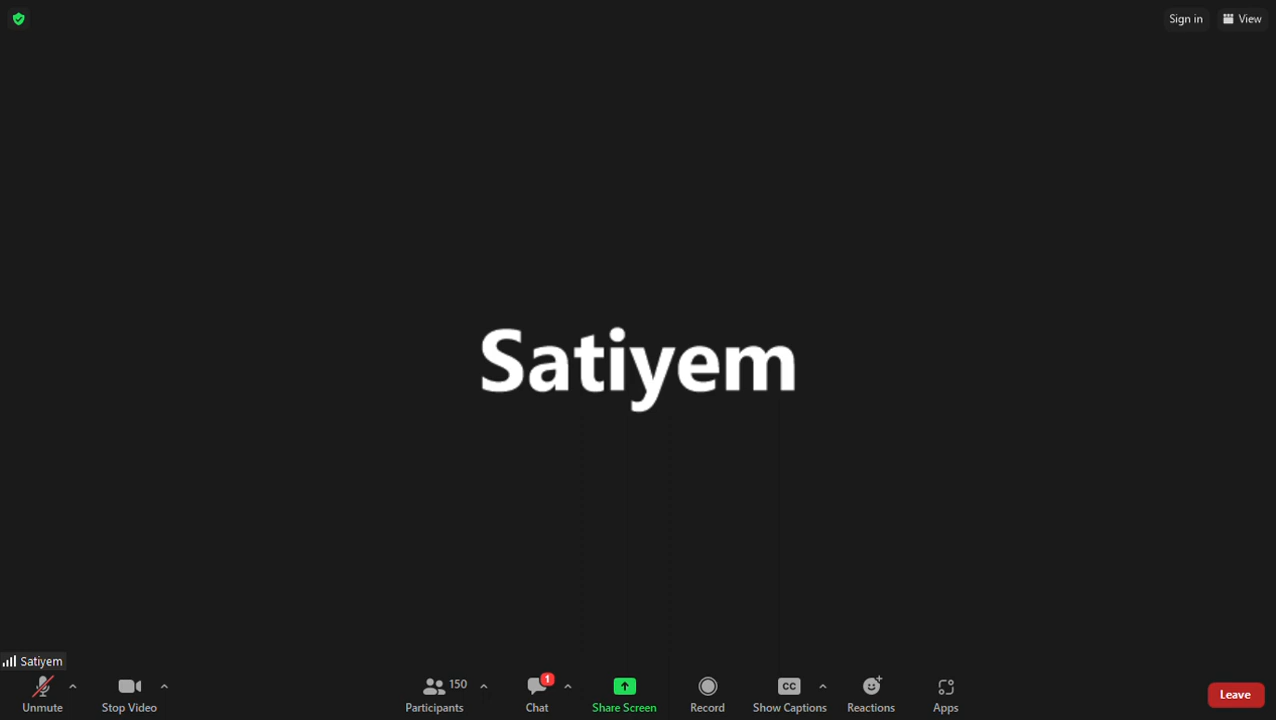 Sign in
View
Satiyem
Satiyem
Unmute
Stop Video
150
Participants
1
Chat
Share Screen
Record
CC
Show Captions
Reactions
Apps
Leave